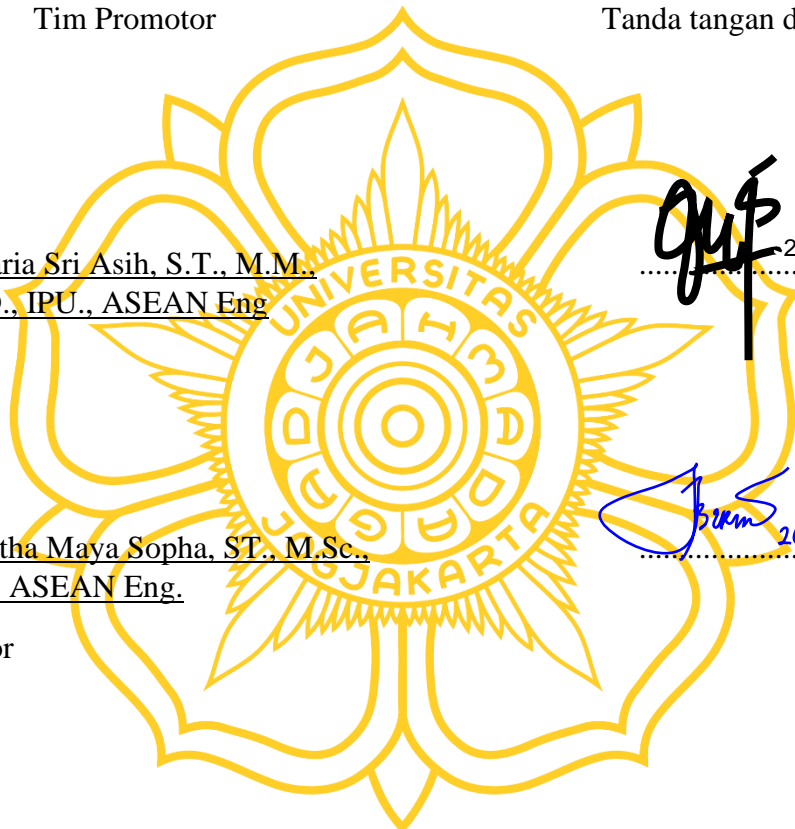 Tim Promotor Tanda tangan d
aria Sri Asih, S.T., M.M.,
D., IPU., ASEAN Eng
UNIVERSITAS
GADJAH MADA
JOGJAKARTA
tha Maya Sopha, ST., M.Sc.,
ASEAN Eng.
or